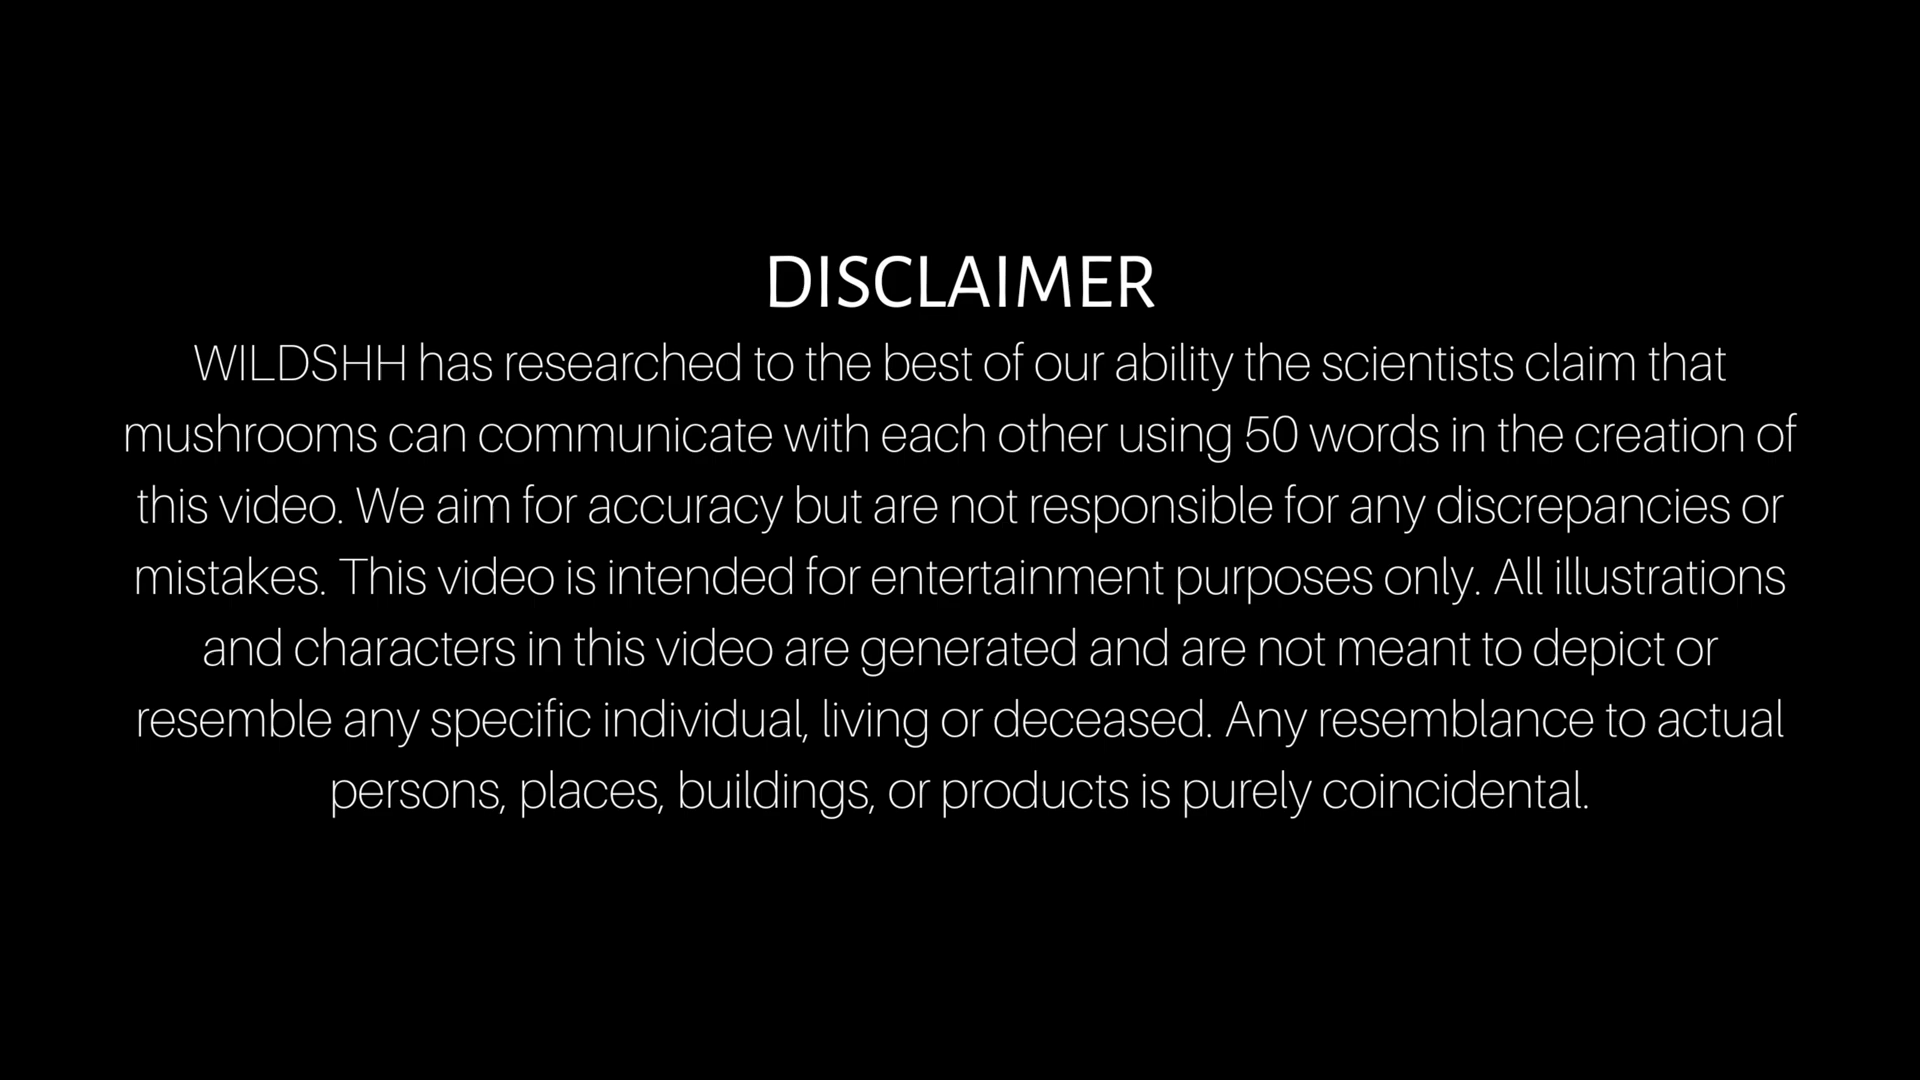 DISCLAIMER
WILDSHH has researched to the best of our ability the scientists claim that
mushrooms can communicate with each other using 50 words in the creation of
this video. We aim for accuracy but are not responsible for any discrepancies or
mistakes. This video is intended for entertainment purposes only. All illustrations
and characters in this video are generated and are not meant to depict or
resemble any specific individual, living or deceased. Any resemblance to actual
persons, places, buildings, or products is purely coincidental.